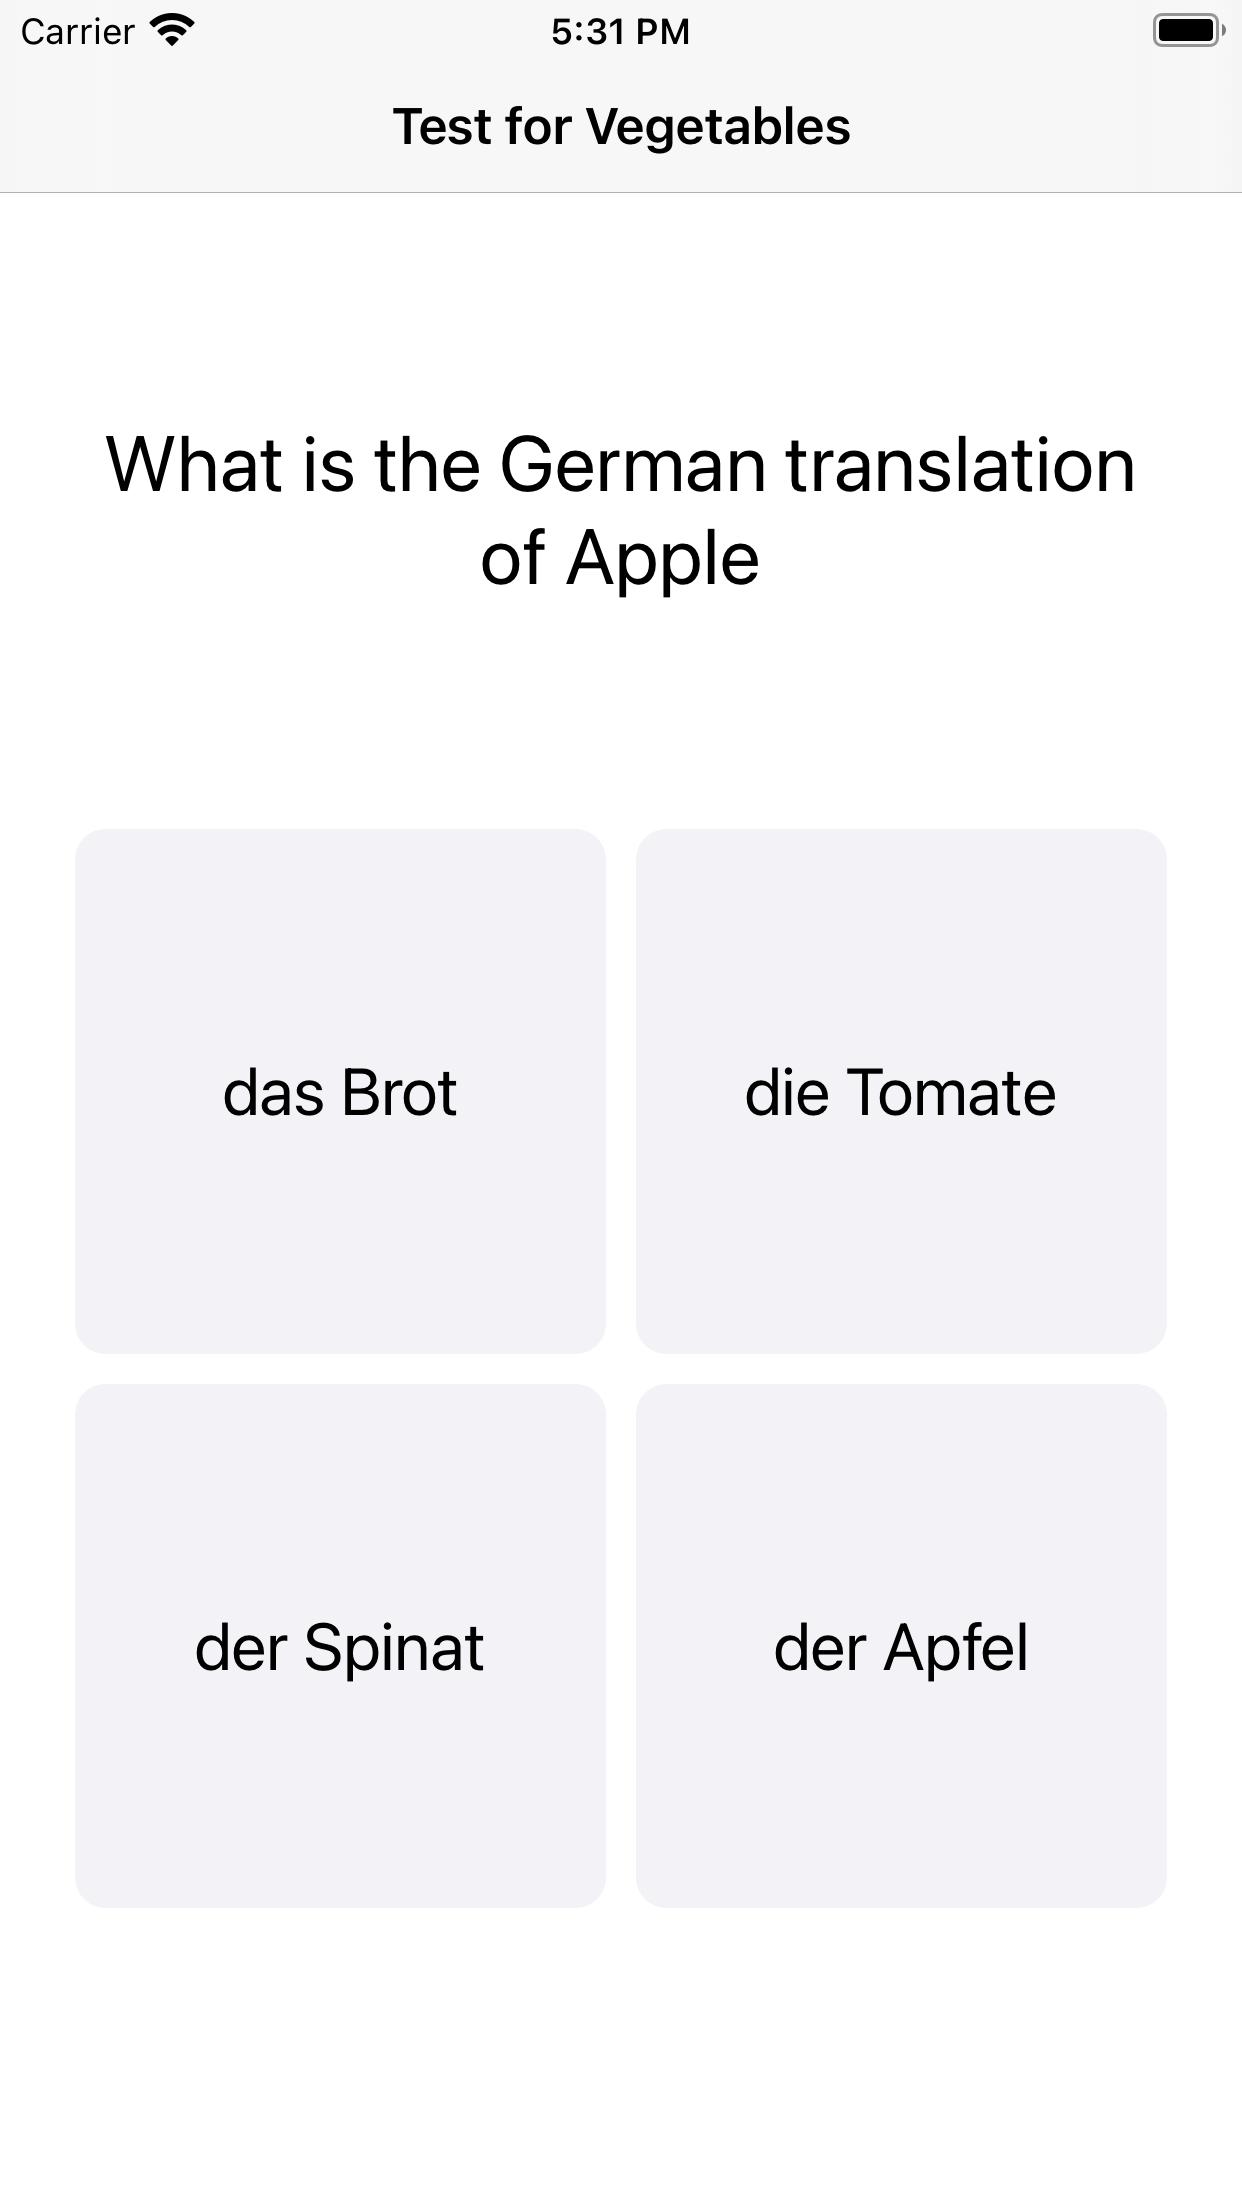 Carrier 5:31 PM
Test for Vegetables
What is the German translation
of Apple
das Brot
die Tomate
der Spinat
der Apfel